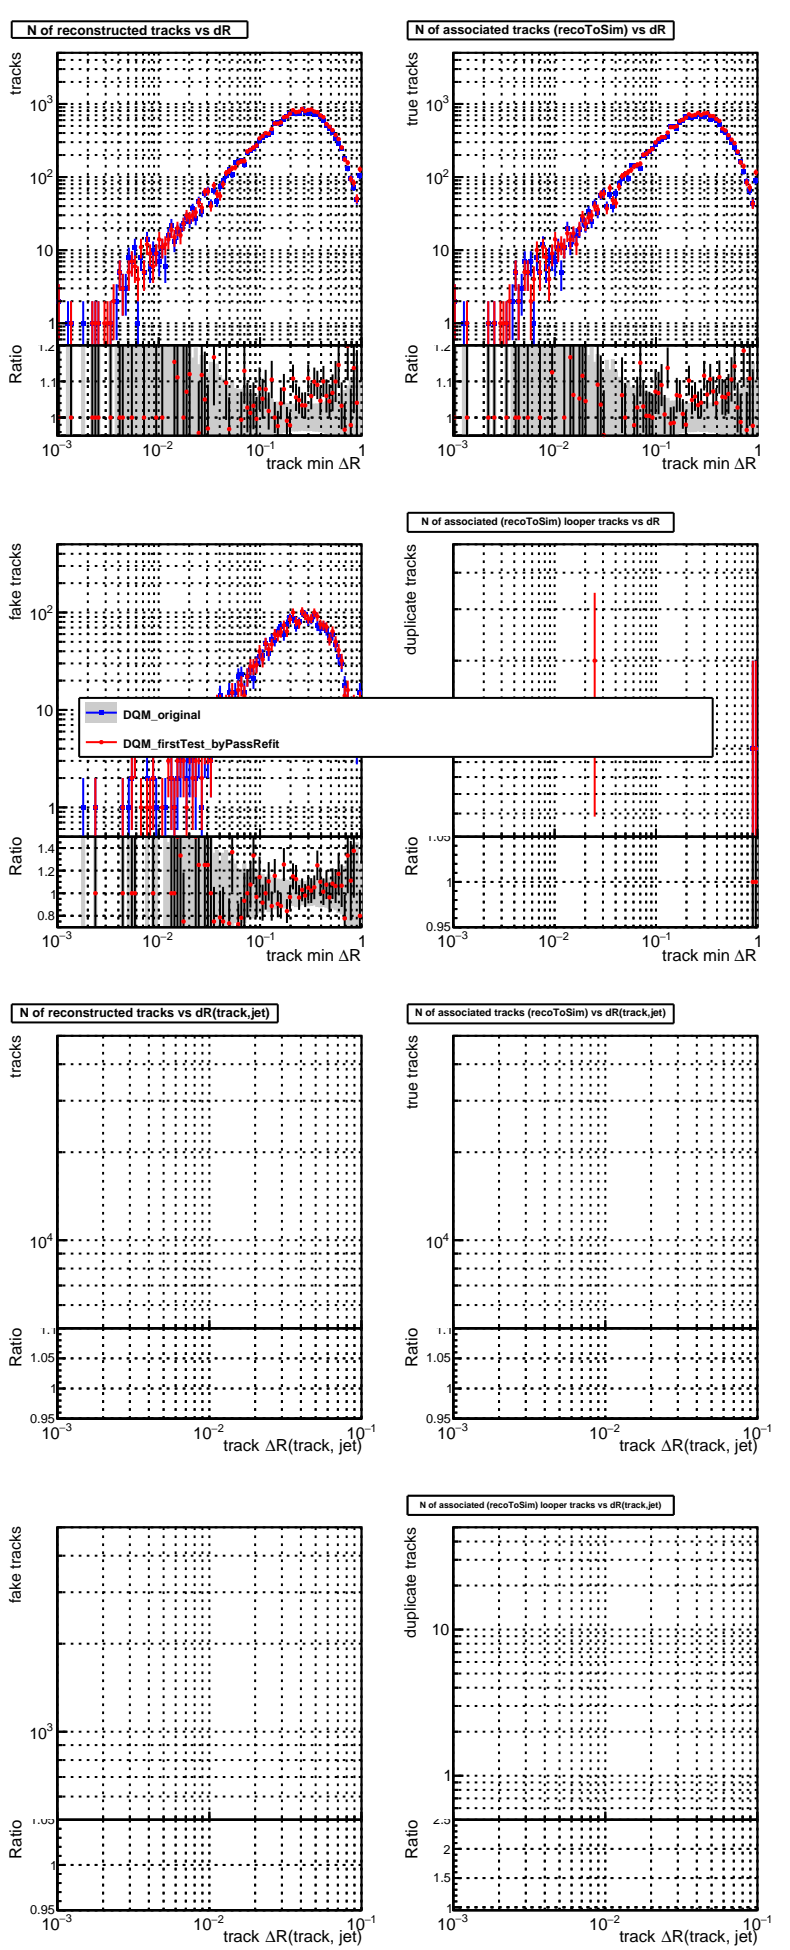 N of reconstructed tracks vs dR
N of associated tracks (recoToSim) vs dR
tracks
10³
10²
10
1
Ratio
1.2
1.1
1
10⁻³
10⁻²
10⁻¹
1
track min ΔR
true tracks
10³
10²
10
1
Ratio
1.2
1.1
1
10⁻³
10⁻²
10⁻¹
1
track min ΔR
N of associated (recoToSim) looper tracks vs dR
fake tracks
10²
10
1
Ratio
1.4
1.2
1
0.8
10⁻³
10⁻²
10⁻¹
1
track min ΔR
duplicate tracks
Ratio
1.05
1
0.95
10⁻³
10⁻²
10⁻¹
1
track min ΔR
DQM_original
DQM_firstTest_byPassRefit
N of reconstructed tracks vs dR(track,jet)
N of associated tracks (recoToSim) vs dR(track,jet)
tracks
10⁴
Ratio
1.1
1.05
1
0.95
10⁻³
10⁻²
10⁻¹
track ΔR(track, jet)
true tracks
10⁴
Ratio
1.1
1.05
1
0.95
10⁻³
10⁻²
10⁻¹
track ΔR(track, jet)
N of associated (recoToSim) looper tracks vs dR(track,jet)
fake tracks
10³
Ratio
1.05
1
0.95
10⁻³
10⁻²
10⁻¹
track ΔR(track, jet)
duplicate tracks
10
1
Ratio
2.5
2
1.5
1
10⁻³
10⁻²
10⁻¹
track ΔR(track, jet)